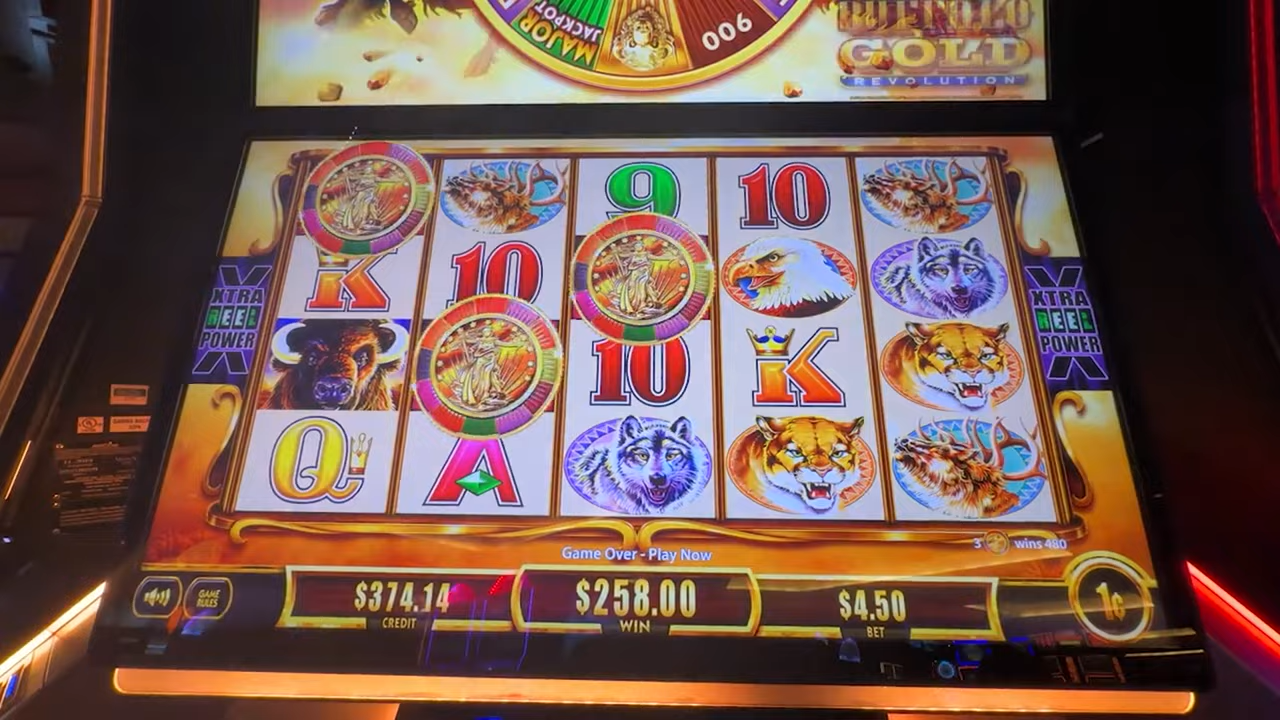 MAJOR
JACKPOT
900
BUFFALO
GOLD
REVOLUTION
9
10
K
10
XTRA
REEL
POWER
XTRA
REEL
POWER
10
K
Q
A
Game Over - Play Now
3 wins 480
GAME
RULES
$374.14
CREDIT
$258.00
WIN
$4.50
BET
1¢